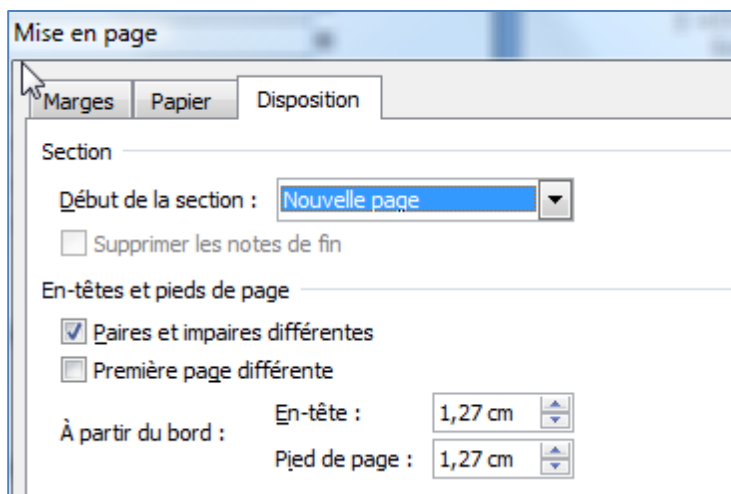 Mise en page
Marges Papier Disposition
Section
Début de la section : Nouvelle page
Supprimer les notes de fin
En-têtes et pieds de page
Paires et impaires différentes
Première page différente
À partir du bord :
En-tête : 1,27 cm
Pied de page : 1,27 cm